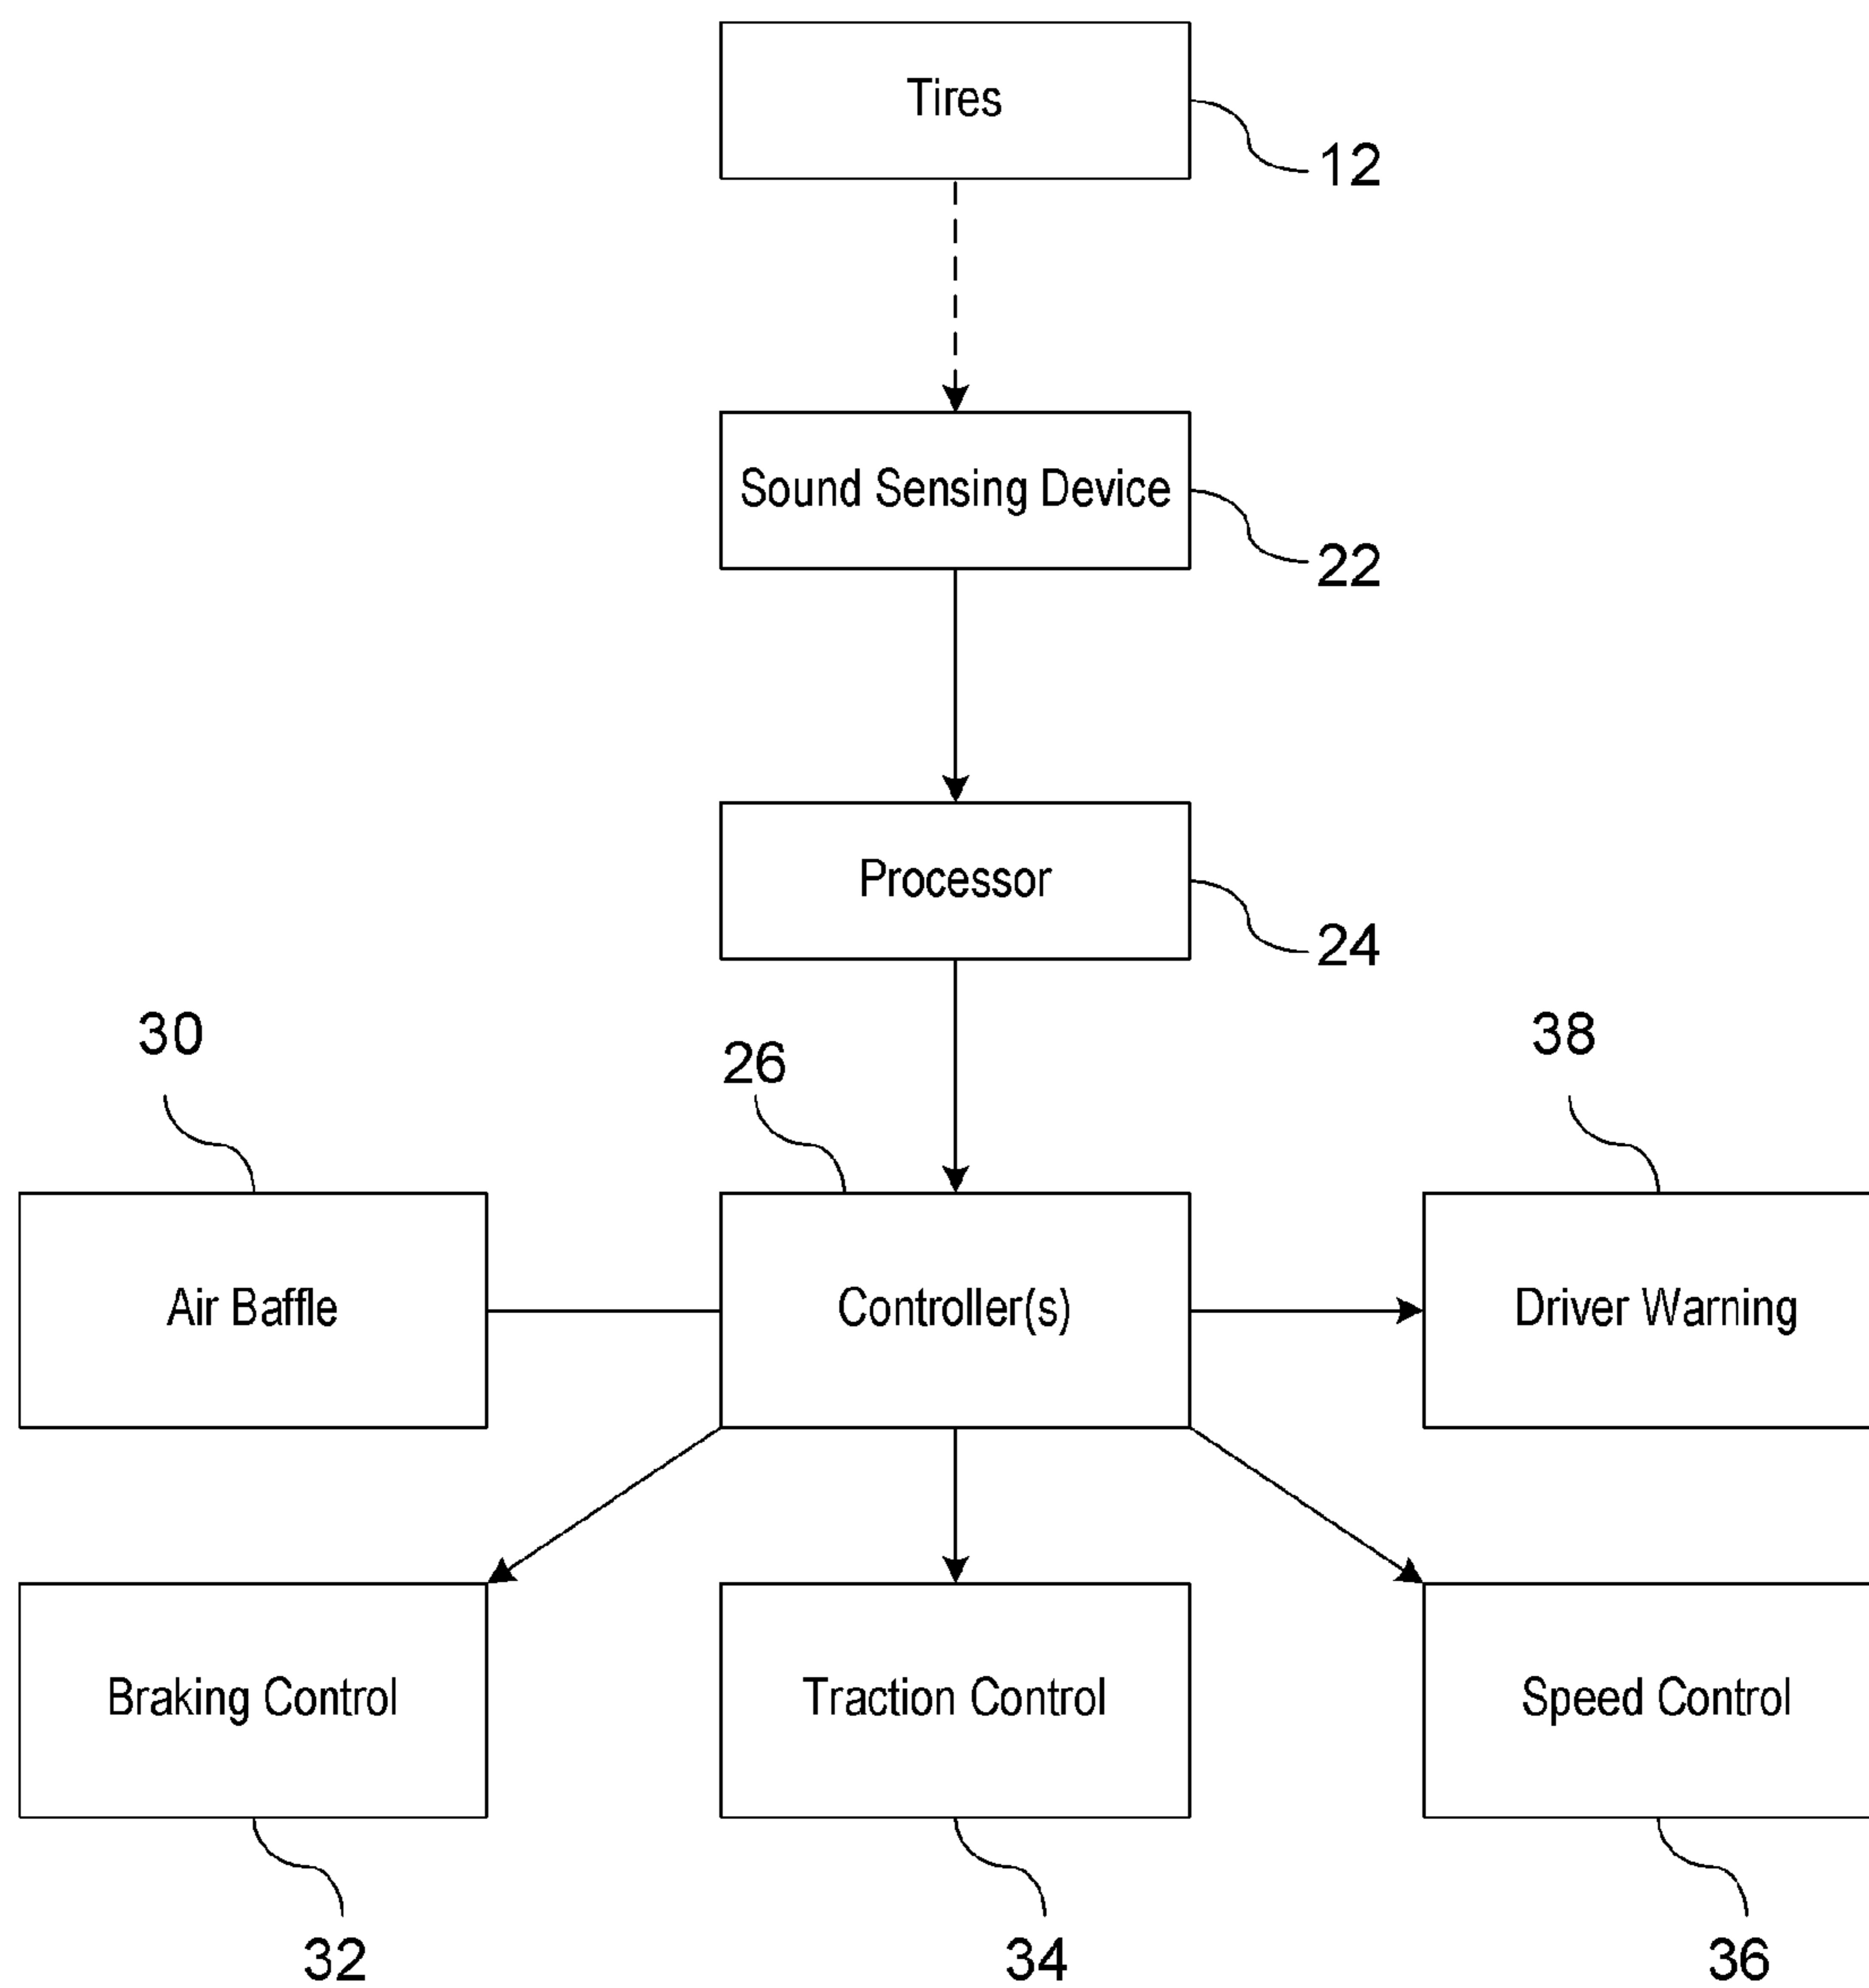 Tires
12
Sound Sensing Device
22
Processor
24
30
26
38
Air Baffle
Controller(s)
Driver Warning
Braking Control
Traction Control
Speed Control
32
34
36